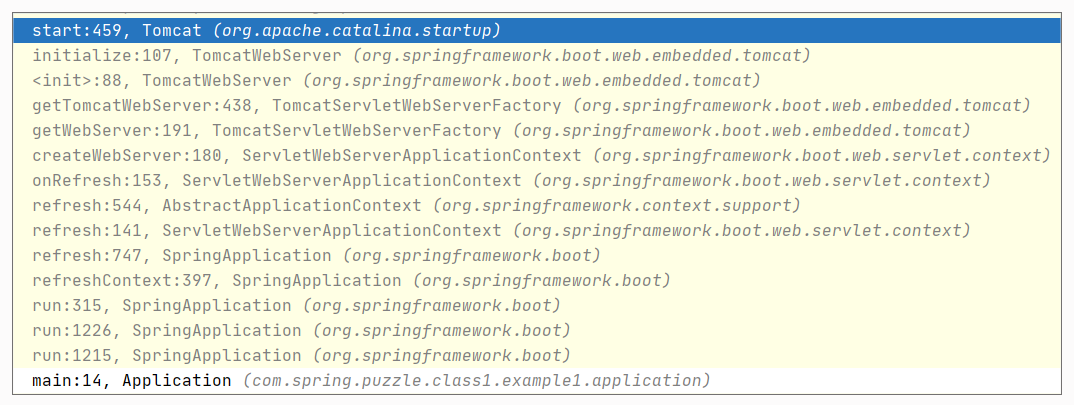 start:459, Tomcat (org.apache.catalina.startup)
initialize:107, TomcatWebServer (org.springframework.boot.web.embedded.tomcat)
<init>:88, TomcatWebServer (org.springframework.boot.web.embedded.tomcat)
getTomcatWebServer:438, TomcatServletWebServerFactory (org.springframework.boot.web.embedded.tomcat)
getWebServer:191, TomcatServletWebServerFactory (org.springframework.boot.web.embedded.tomcat)
createWebServer:180, ServletWebServerApplicationContext (org.springframework.boot.web.servlet.context)
onRefresh:153, ServletWebServerApplicationContext (org.springframework.boot.web.servlet.context)
refresh:544, AbstractApplicationContext (org.springframework.context.support)
refresh:141, ServletWebServerApplicationContext (org.springframework.boot.web.servlet.context)
refresh:747, SpringApplication (org.springframework.boot)
refreshContext:397, SpringApplication (org.springframework.boot)
run:315, SpringApplication (org.springframework.boot)
run:1226, SpringApplication (org.springframework.boot)
run:1215, SpringApplication (org.springframework.boot)
main:14, Application (com.spring.puzzle.class1.example1.application)